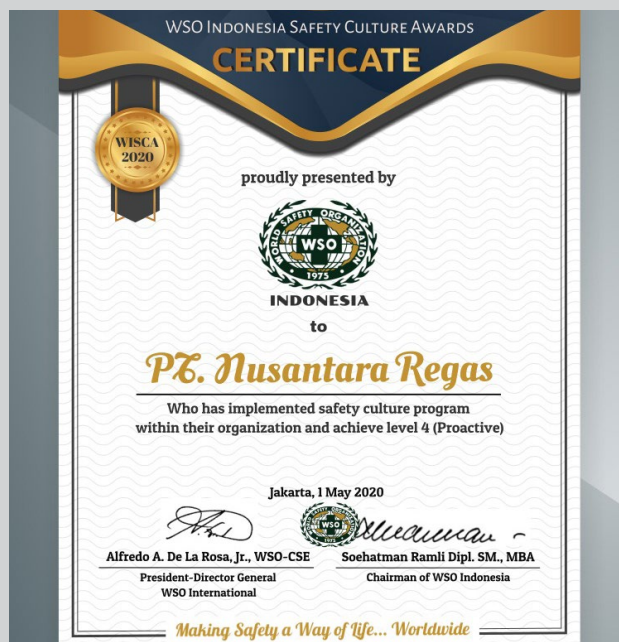 WSO INDONESIA SAFETY CULTURE AWARDS
CERTIFICATE
WISCA
2020
proudly presented by
WORLD SAFETY ORGANIZATION
WSO
1975
INDONESIA
to
PT. Nusantara Regas
Who has implemented safety culture program
within their organization and achieve level 4 (Proactive)
Jakarta, 1 May 2020
WSO
Alfredo A. De La Rosa, Jr., WSO-CSE
Soehatman Ramli Dipl. SM., MBA
President-Director General
WSO International
Chairman of WSO Indonesia
Making Safety a Way of Life... Worldwide